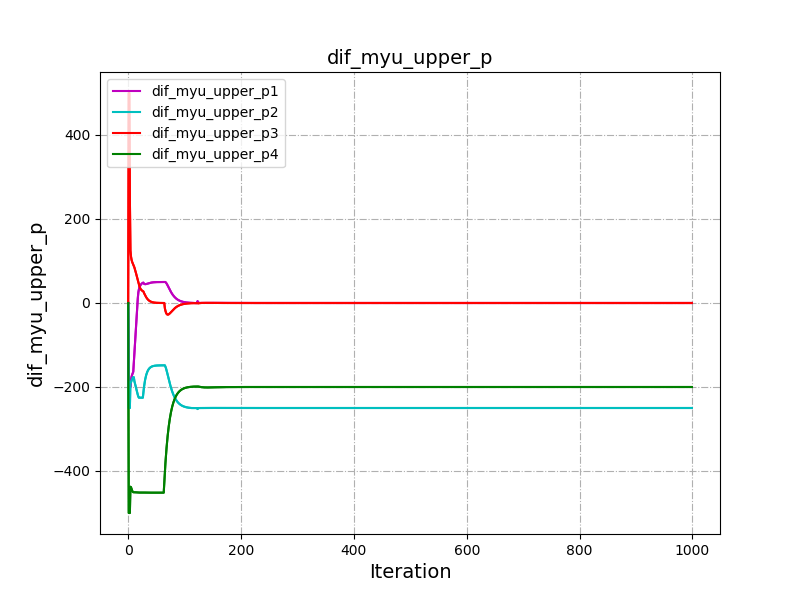 dif_myu_upper_p
dif_myu_upper_p1
dif_myu_upper_p2
dif_myu_upper_p3
dif_myu_upper_p4
400
200
0
−200
−400
dif_myu_upper_p
0
200
400
600
800
1000
Iteration